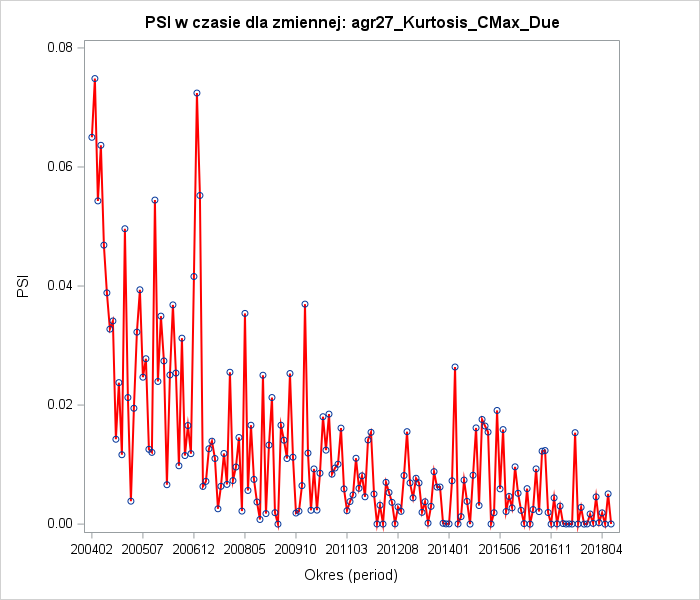 PSI w czasie dla zmiennej: agr27_Kurtosis_CMax_Due
0.08
0.06
0.04
0.02
0.00
PSI
200402 200507 200612 200805 200910 201103 201208 201401 201506 201611 201804
Okres (period)